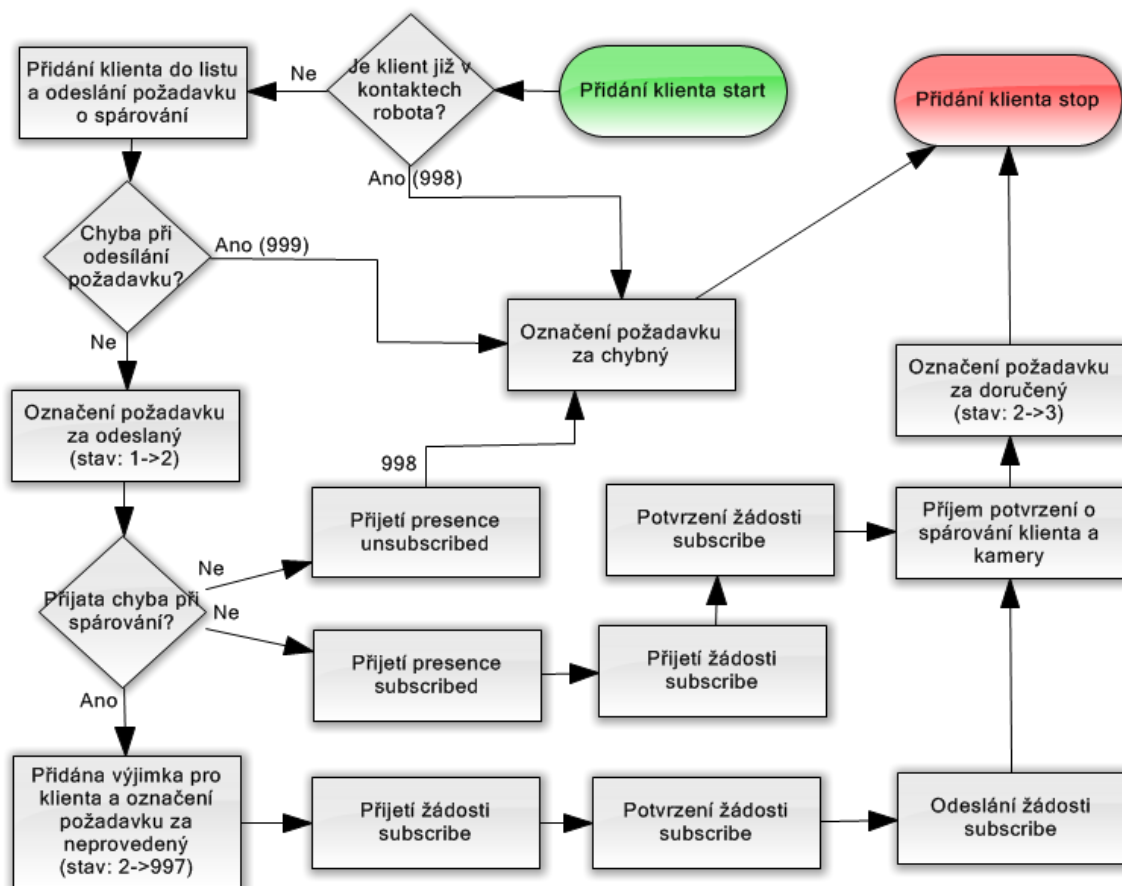 Přidání klienta do listu
a odeslání požadavku
o spárování
Ne
Je klient již v
kontaktech
robota?
Přidání klienta start
Přidání klienta stop
Ano (998)
Chyba při
odesílání
požadavku?
Ano (999)
Ne
Označení požadavku
za chybný
Označení požadavku
za doručený
(stav: 2->3)
Označení požadavku
za odeslaný
(stav: 1->2)
998
Přijetí presence
unsubscribed
Potvrzení žádosti
subscribe
Příjem potvrzení o
spárování klienta a
kamery
Přijata chyba při
spárování?
Ne
Ne
Přijetí presence
subscribed
Přijetí žádosti
subscribe
Ano
Přidána výjimka pro
klienta a označení
požadavku za
neprovedený
(stav: 2->997)
Přijetí žádosti
subscribe
Potvrzení žádosti
subscribe
Odeslání žádosti
subscribe